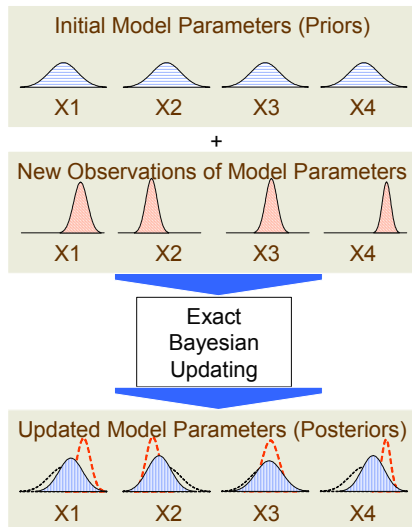 Initial Model Parameters (Priors)
X1 X2 X3 X4
+
New Observations of Model Parameters
X1 X2 X3 X4
Exact
Bayesian
Updating
Updated Model Parameters (Posteriors)
X1 X2 X3 X4